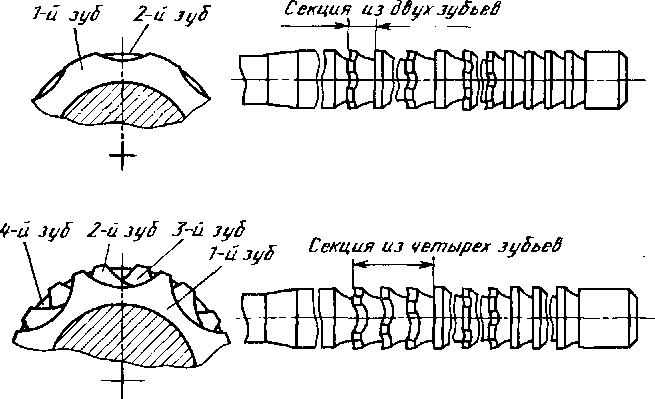 1-й зуб
2-й зуб
Секция из двух зубьев
4-й зуб
2-й зуб
3-й зуб
1-й зуб
Секция из четырех зубьев